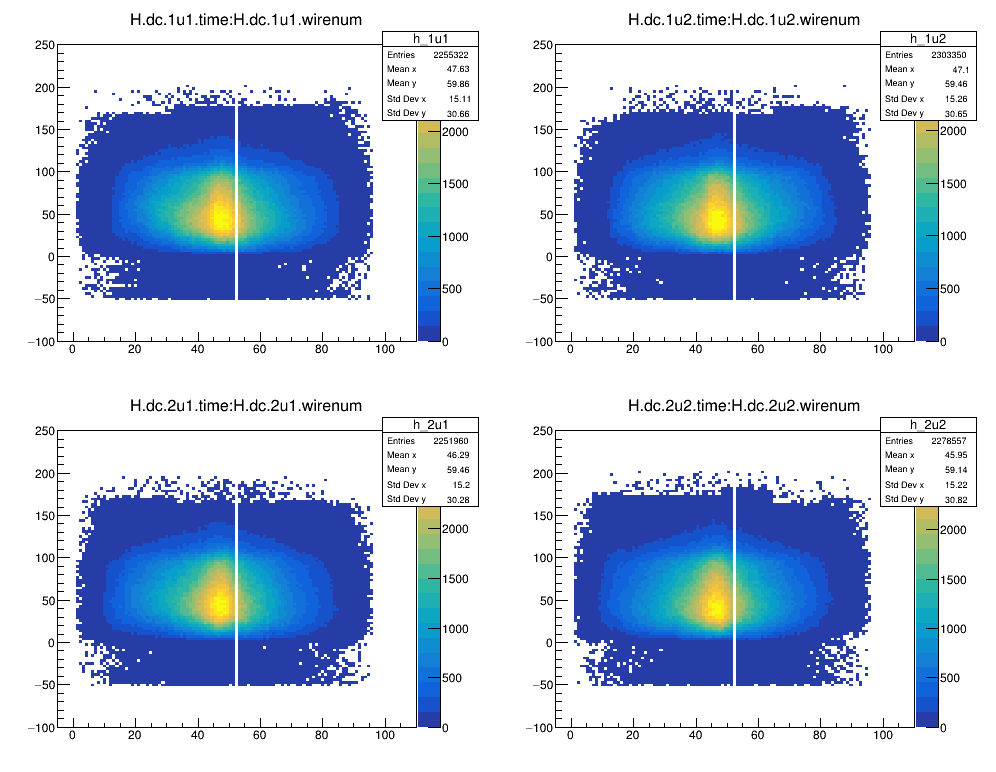 H.dc.1u1.time:H.dc.1u1.wirenum
h_1u1
Entries 2255322
Mean x 47.63
Mean y 59.86
Std Dev x 15.11
Std Dev y 30.66
250
200
150
100
50
0
−50
−100
0 20 40 60 80 100
2000
1500
1000
500
0
H.dc.1u2.time:H.dc.1u2.wirenum
h_1u2
Entries 2303350
Mean x 47.1
Mean y 59.46
Std Dev x 15.26
Std Dev y 30.65
250
200
150
100
50
0
−50
−100
0 20 40 60 80 100
2000
1500
1000
500
0
H.dc.2u1.time:H.dc.2u1.wirenum
h_2u1
Entries 2251960
Mean x 46.29
Mean y 59.46
Std Dev x 15.2
Std Dev y 30.28
250
200
150
100
50
0
−50
−100
0 20 40 60 80 100
2000
1500
1000
500
0
H.dc.2u2.time:H.dc.2u2.wirenum
h_2u2
Entries 2278557
Mean x 45.95
Mean y 59.14
Std Dev x 15.22
Std Dev y 30.82
250
200
150
100
50
0
−50
−100
0 20 40 60 80 100
2000
1500
1000
500
0